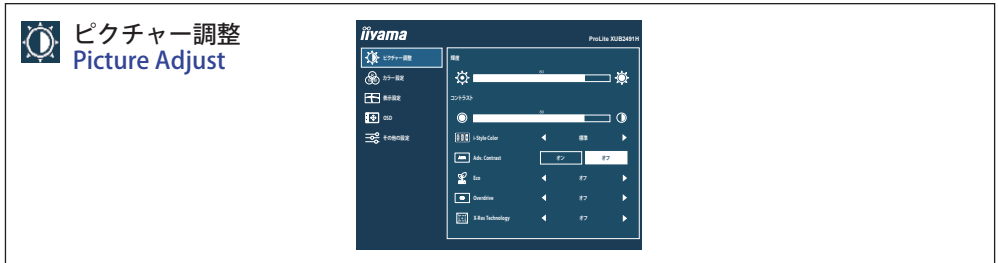 ピクチャー調整
Picture Adjust
iiyama
ProLite XUB2491H
ピクチャー調整
カラー設定
表示設定
OSD
その他の設定
輝度
80
コントラスト
80
i-Style Color 標準
Adv. Contrast オン オフ
Eco オフ
Overdrive オフ
X-Res Technology オフ